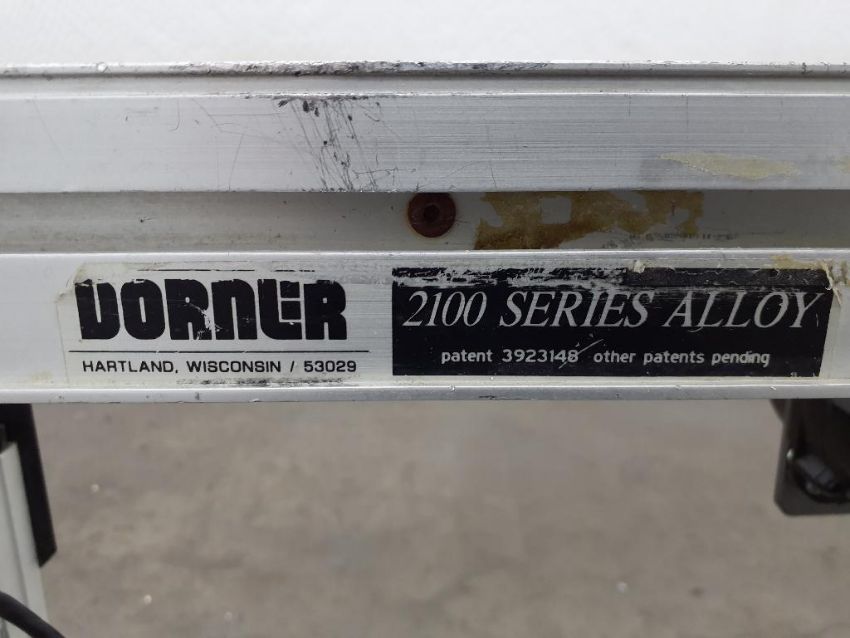 DORNER
HARTLAND, WISCONSIN / 53029
2100 SERIES ALLOY
patent 3923148 other patents pending